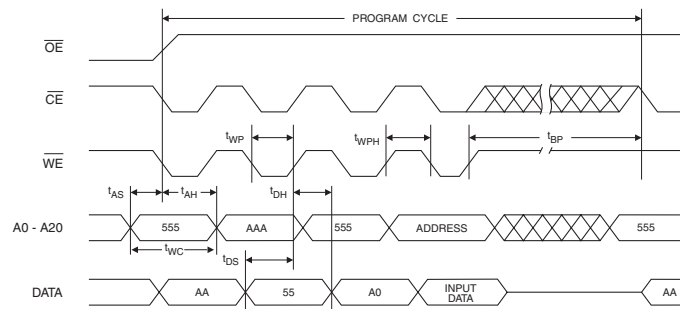 PROGRAM CYCLE
OE
CE
tWP
tWPH
tBP
WE
tAS
tAH
tDH
A0 - A20
555
AAA
555
ADDRESS
555
tWC
tDS
DATA
AA
55
A0
INPUT
DATA
AA